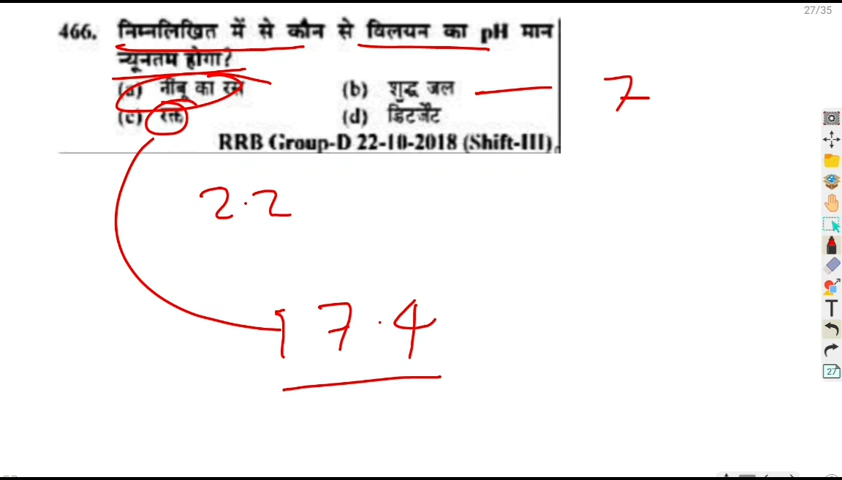 27/35
466. निम्नलिखित में से कौन से विलयन का pH मान
न्यूनतम होगा?
(a) नींबू का रस (b) शुद्ध जल 7
(c) रक्त (d) डिटर्जेंट
RRB Group-D 22-10-2018 (Shift-III)
2.2
7.4
T
27